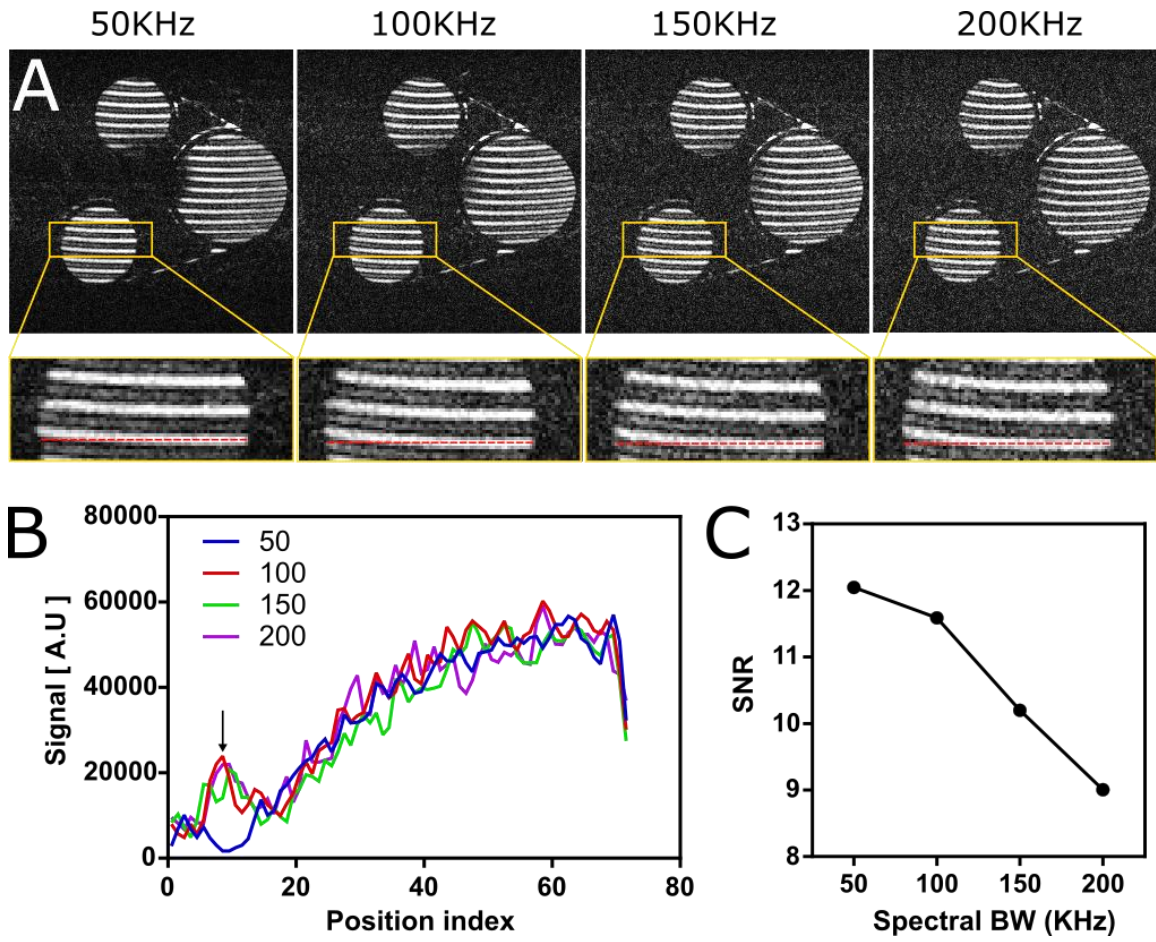 50KHz 100KHz 150KHz 200KHz
A
B
80000
60000
40000
20000
0
Signal [ A.U ]
50
100
150
200
0 20 40 60 80
Position index
C
13
12
11
10
9
8
SNR
50 100 150 200
Spectral BW (KHz)